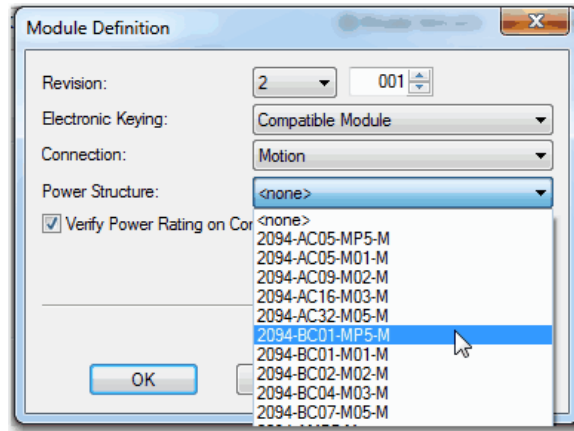 Module Definition
Revision: 2 001
Electronic Keying: Compatible Module
Connection: Motion
Power Structure: <none>
Verify Power Rating on Con
<none>
2094-AC05-MP5-M
2094-AC05-M01-M
2094-AC09-M02-M
2094-AC16-M03-M
2094-AC32-M05-M
2094-BC01-MP5-M
2094-BC01-M01-M
2094-BC02-M02-M
2094-BC04-M03-M
2094-BC07-M05-M
OK